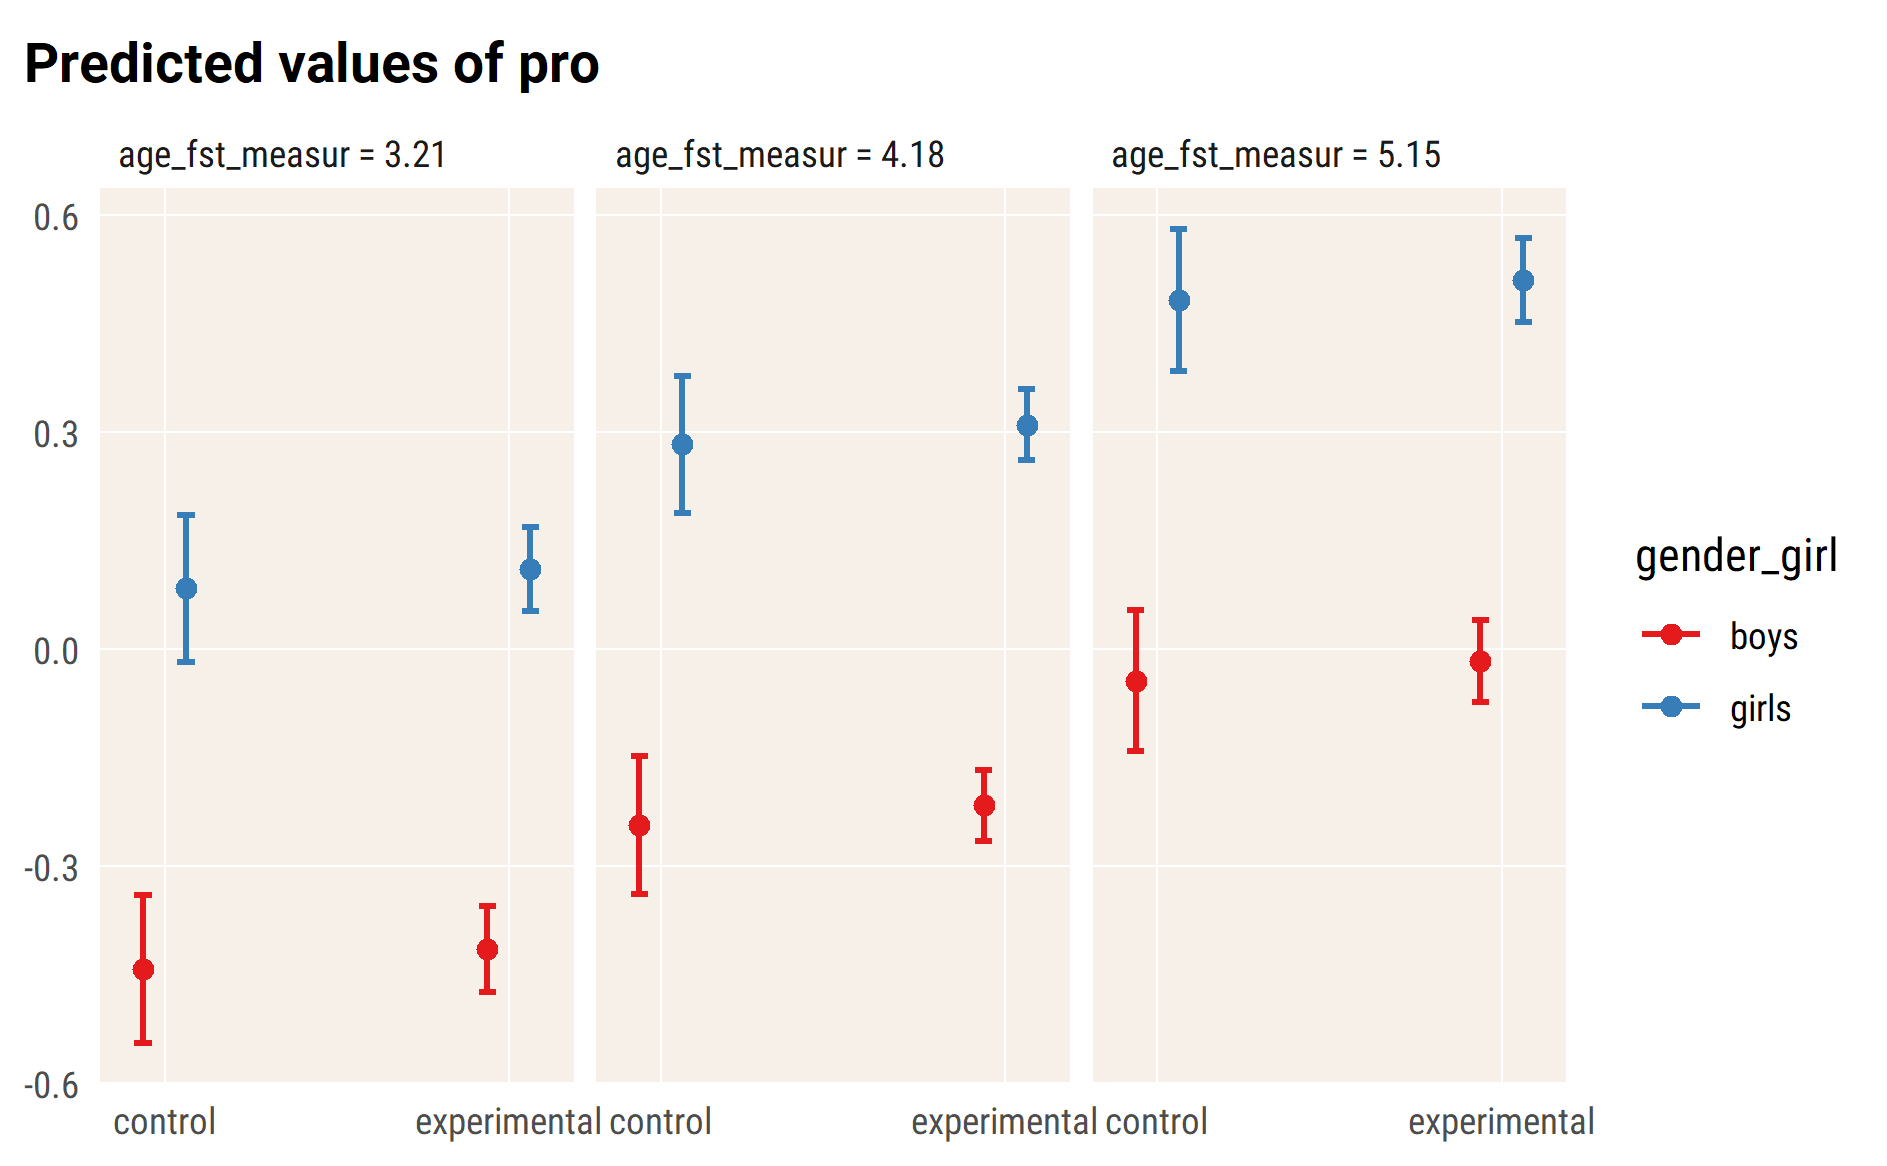 Predicted values of pro
age_fst_measur = 3.21
age_fst_measur = 4.18
age_fst_measur = 5.15
0.6
0.3
0.0
-0.3
-0.6
control
experimental
control
experimental
control
experimental
gender_girl
boys
girls